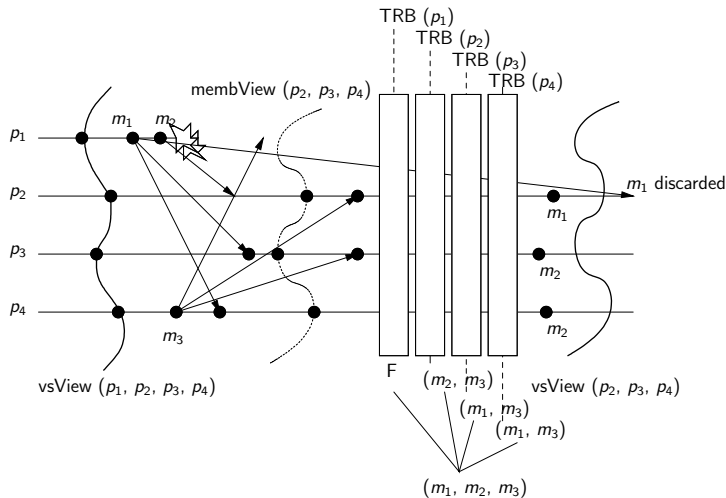 TRB (p1)
TRB (p2)
TRB (p3)
TRB (p4)
membView (p2, p3, p4)
m1
m2
p1
m1 discarded
p2
m1
p3
m2
p4
m3
m2
vsView (p1, p2, p3, p4)
F
(m2, m3)
vsView (p2, p3, p4)
(m1, m3)
(m1, m3)
(m1, m2, m3)